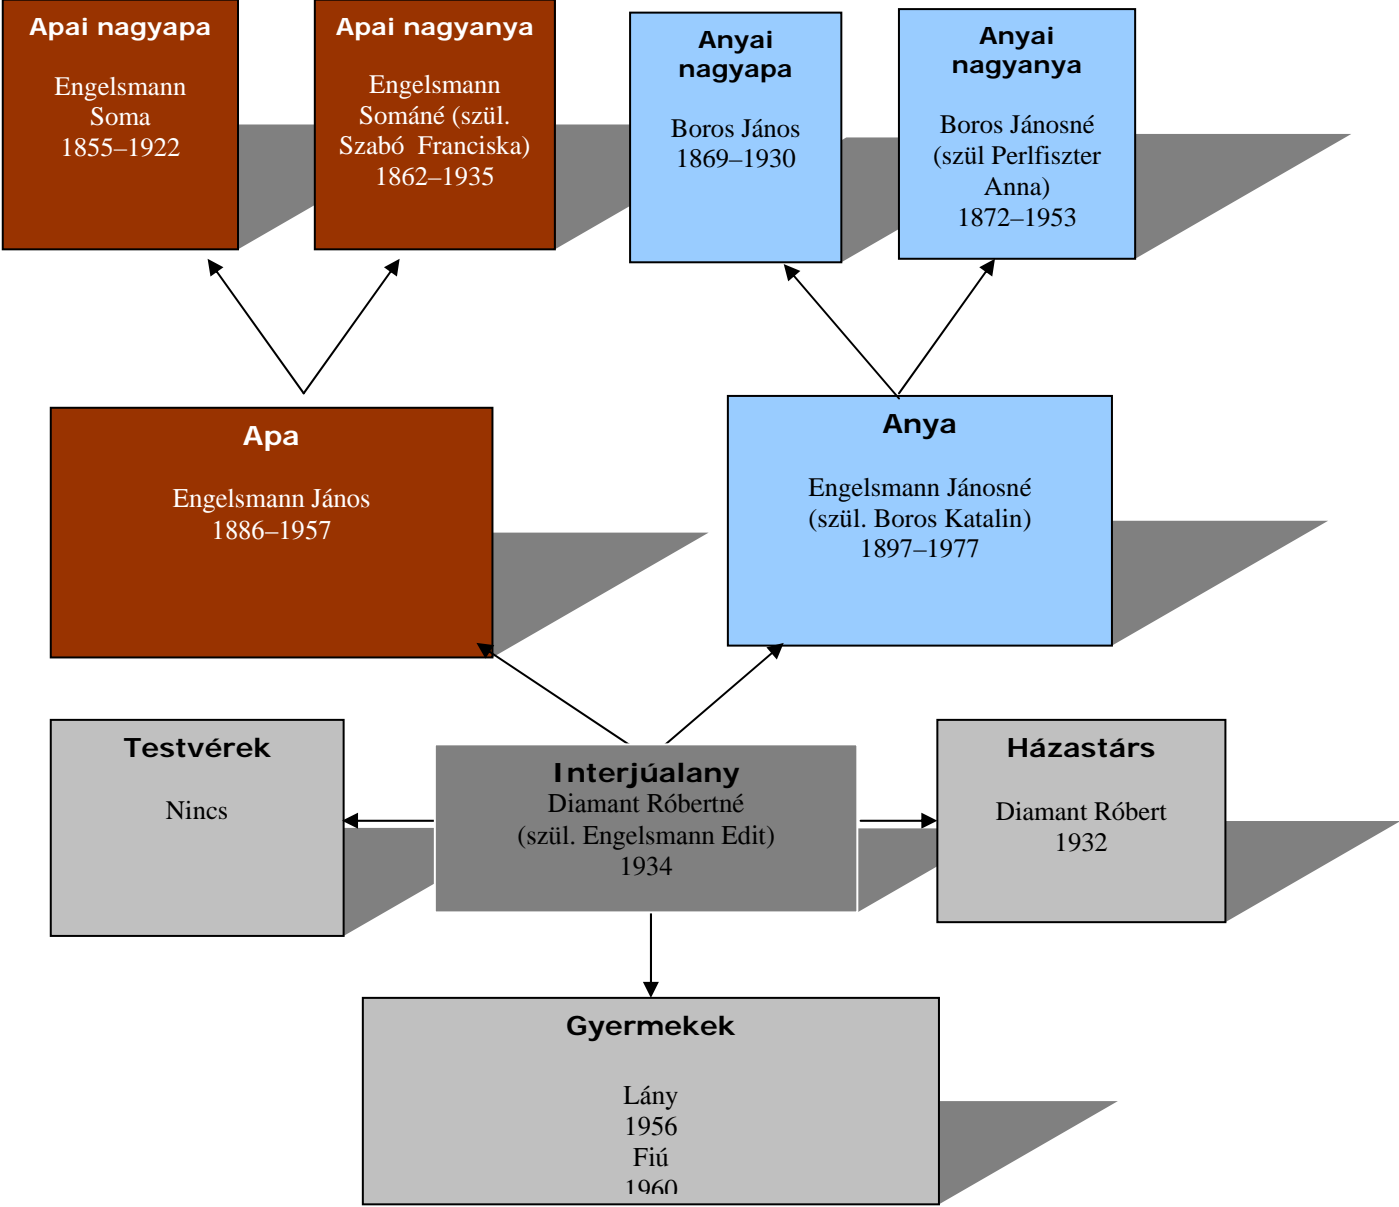 Apai nagyapa
Engelsmann
Soma
1855–1922
Apai nagyanya
Engelsmann
Sománé (szül.
Szabó Franciska)
1862–1935
Anyai
nagyapa
Boros János
1869–1930
Anyai
nagyanya
Boros Jánosné
(szül Perlfiszter
Anna)
1872–1953
Apa
Engelsmann János
1886–1957
Anya
Engelsmann Jánosné
(szül. Boros Katalin)
1897–1977
Testvérek
Nincs
Interjúalany
Diamant Róbertné
(szül. Engelsmann Edit)
1934
Házastárs
Diamant Róbert
1932
Gyermekek
Lány
1956
Fiú
1960